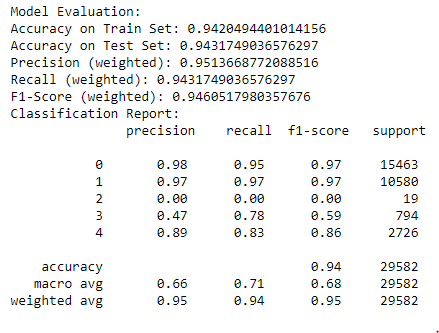 Model Evaluation:
Accuracy on Train Set: 0.9420494401014156
Accuracy on Test Set: 0.9431749036576297
Precision (weighted): 0.9513668772088516
Recall (weighted): 0.9431749036576297
F1-Score (weighted): 0.9460517980357676
Classification Report:
precision recall f1-score support
0 0.98 0.95 0.97 15463
1 0.97 0.97 0.97 10580
2 0.00 0.00 0.00 19
3 0.47 0.78 0.59 794
4 0.89 0.83 0.86 2726
accuracy 0.94 29582
macro avg 0.66 0.71 0.68 29582
weighted avg 0.95 0.94 0.95 29582